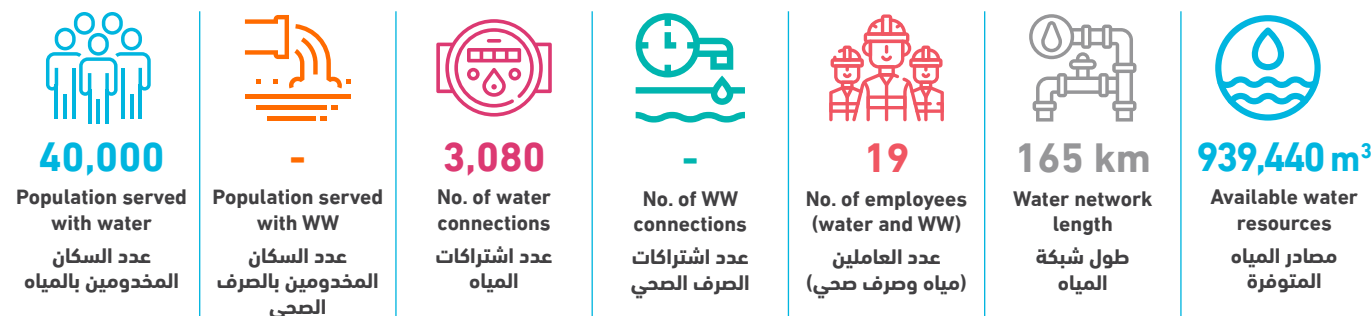 40,000
Population served
with water
عدد السكان
المخدومين بالمياه
-
Population served
with WW
عدد السكان
المخدومين بالصرف
الصحي
3,080
No. of water
connections
عدد اشتراكات
المياه
-
No. of WW
connections
عدد اشتراكات
الصرف الصحي
19
No. of employees
(water and WW)
عدد العاملين
(مياه وصرف صحي)
165 km
Water network
length
طول شبكة
المياه
939,440 m³
Available water
resources
مصادر المياه
المتوفرة